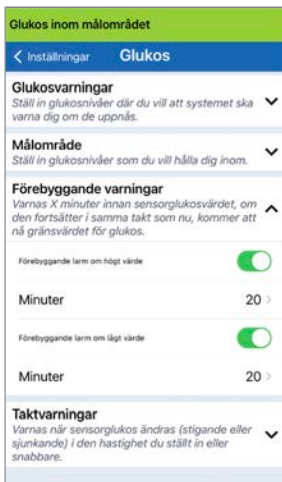 Glukos inom målområdet
Inställningar Glukos
Glukosvarningar
Ställ in glukosnivåer där du vill att systemet ska
varna dig om de uppnås.
Målområde
Ställ in glukosnivåer som du vill hålla dig inom.
Förebyggande varningar
Varnas X minuter innan sensorglukosvärdet, om
den fortsätter i samma takt som nu, kommer att
nå gränsvärdet för glukos.
Förebyggande larm om högt värde
Minuter 20
Förebyggande larm om lågt värde
Minuter 20
Taktvarningar
Varnas när sensorglukos ändras (stigande eller
sjunkande) i den hastighet du ställt in eller
snabbare.